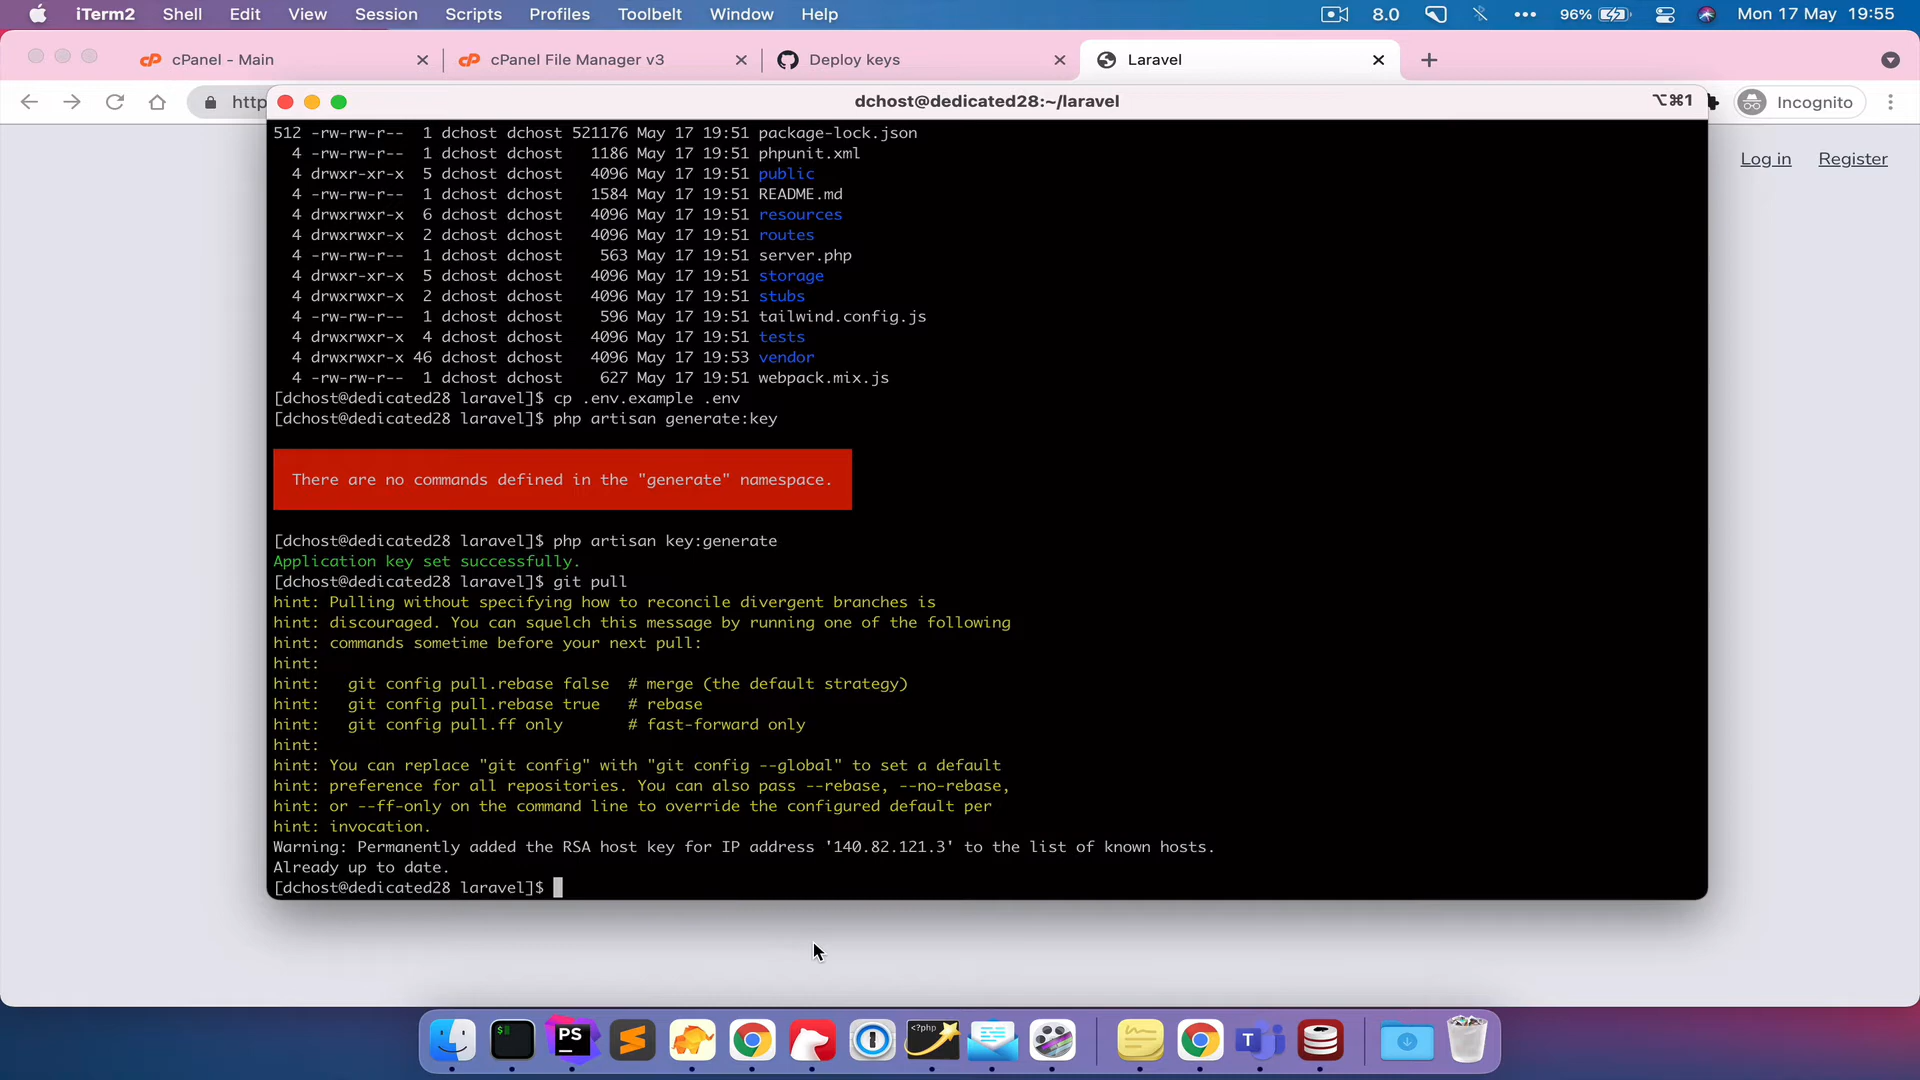 iTerm2 Shell Edit View Session Scripts Profiles Toolbelt Window Help 8.0 96% Mon 17 May 19:55
cPanel - Main
cPanel File Manager v3
Deploy keys
Laravel
http
Incognito
dchost@dedicated28:~/laravel
⌥⌘1
Log in Register
512 -rw-rw-r-- 1 dchost dchost 521176 May 17 19:51 package-lock.json
4 -rw-rw-r-- 1 dchost dchost 1186 May 17 19:51 phpunit.xml
4 drwxr-xr-x 5 dchost dchost 4096 May 17 19:51 public
4 -rw-rw-r-- 1 dchost dchost 1584 May 17 19:51 README.md
4 drwxrwxr-x 6 dchost dchost 4096 May 17 19:51 resources
4 drwxrwxr-x 2 dchost dchost 4096 May 17 19:51 routes
4 -rw-rw-r-- 1 dchost dchost 563 May 17 19:51 server.php
4 drwxr-xr-x 5 dchost dchost 4096 May 17 19:51 storage
4 drwxrwxr-x 2 dchost dchost 4096 May 17 19:51 stubs
4 -rw-rw-r-- 1 dchost dchost 596 May 17 19:51 tailwind.config.js
4 drwxrwxr-x 4 dchost dchost 4096 May 17 19:51 tests
4 drwxrwxr-x 46 dchost dchost 4096 May 17 19:53 vendor
4 -rw-rw-r-- 1 dchost dchost 627 May 17 19:51 webpack.mix.js
[dchost@dedicated28 laravel]$ cp .env.example .env
[dchost@dedicated28 laravel]$ php artisan generate:key
There are no commands defined in the "generate" namespace.
[dchost@dedicated28 laravel]$ php artisan key:generate
Application key set successfully.
[dchost@dedicated28 laravel]$ git pull
hint: Pulling without specifying how to reconcile divergent branches is
hint: discouraged. You can squelch this message by running one of the following
hint: commands sometime before your next pull:
hint:
hint: git config pull.rebase false # merge (the default strategy)
hint: git config pull.rebase true # rebase
hint: git config pull.ff only # fast-forward only
hint:
hint: You can replace "git config" with "git config --global" to set a default
hint: preference for all repositories. You can also pass --rebase, --no-rebase,
hint: or --ff-only on the command line to override the configured default per
hint: invocation.
Warning: Permanently added the RSA host key for IP address '140.82.121.3' to the list of known hosts.
Already up to date.
[dchost@dedicated28 laravel]$
$
PS
<?php
T